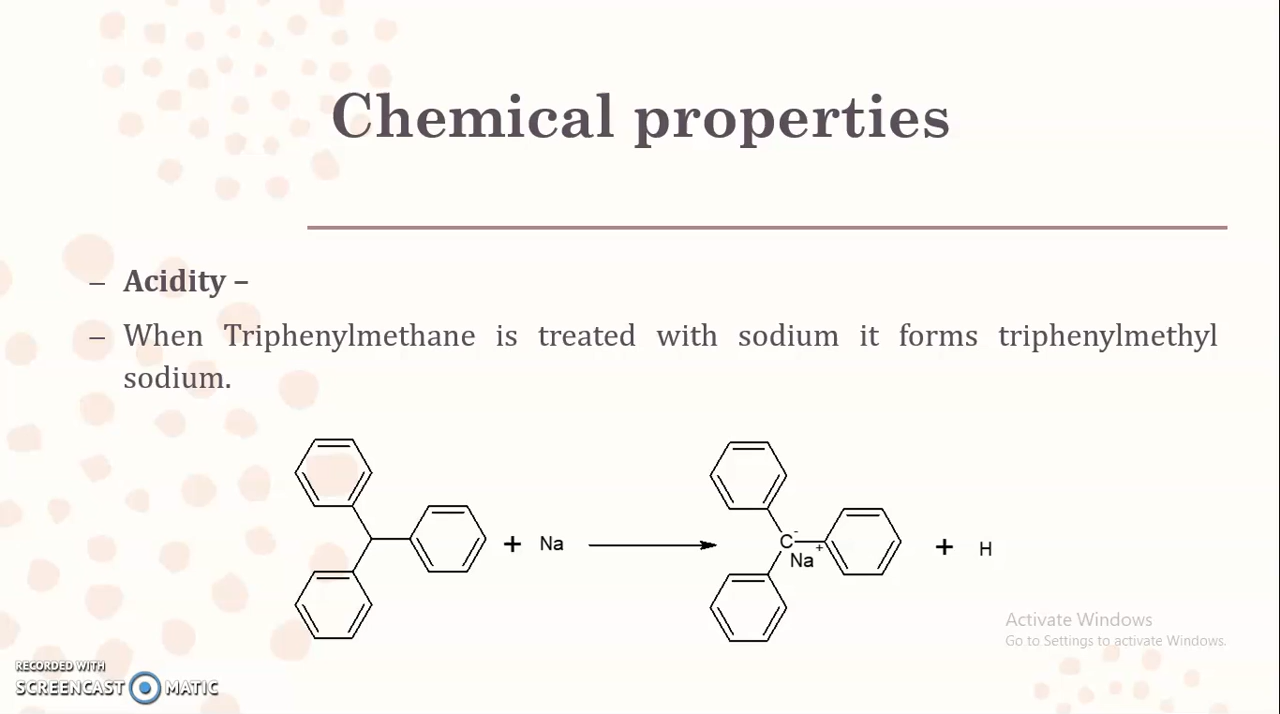 Chemical properties
– Acidity –
– When Triphenylmethane is treated with sodium it forms triphenylmethyl
sodium.
+ Na
C-
Na+
+ H
Activate Windows
Go to Settings to activate Windows.
RECORDED WITH
SCREENCAST MATIC